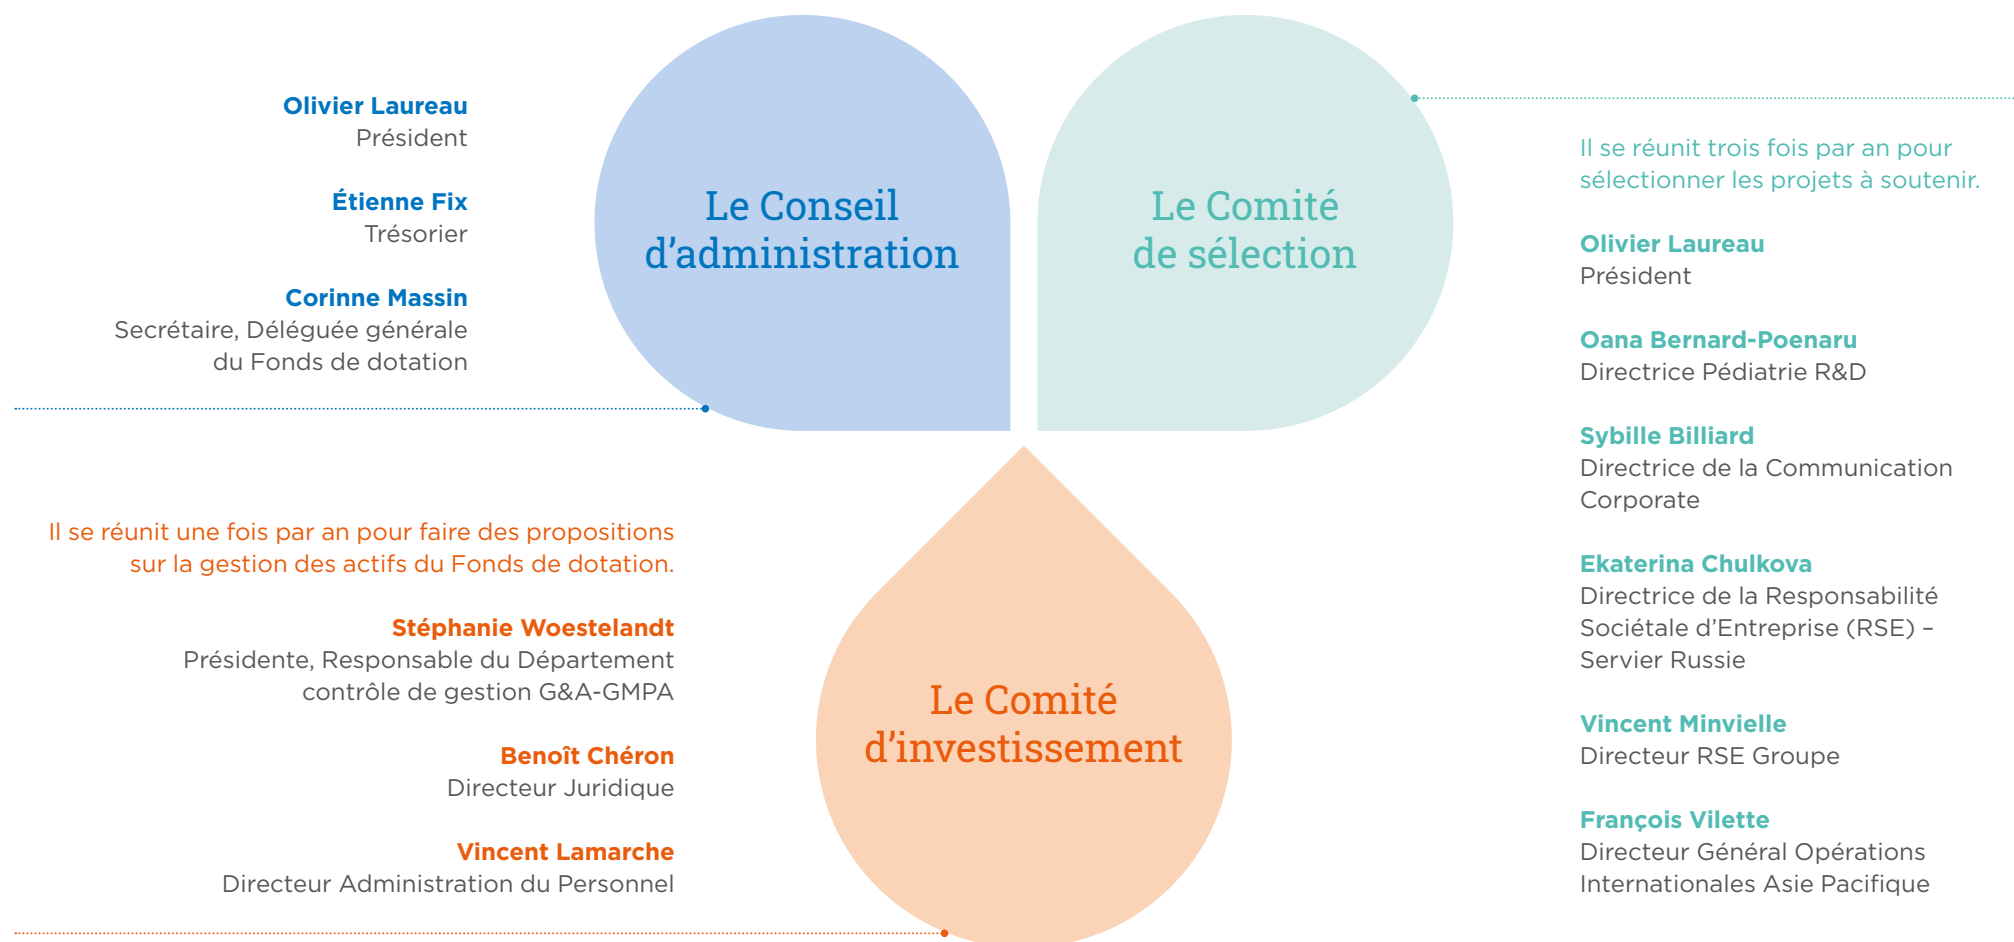 Olivier Laureau
Président
Étienne Fix
Trésorier
Corinne Massin
Secrétaire, Déléguée générale
du Fonds de dotation
Le Conseil
d’administration
Le Comité
de sélection
Il se réunit trois fois par an pour
sélectionner les projets à soutenir.
Olivier Laureau
Président
Oana Bernard-Poenaru
Directrice Pédiatrie R&D
Sybille Billiard
Directrice de la Communication
Corporate
Ekaterina Chulkova
Directrice de la Responsabilité
Sociétale d’Entreprise (RSE) –
Servier Russie
Vincent Minvielle
Directeur RSE Groupe
François Vilette
Directeur Général Opérations
Internationales Asie Pacifique
Il se réunit une fois par an pour faire des propositions
sur la gestion des actifs du Fonds de dotation.
Stéphanie Woestelandt
Présidente, Responsable du Département
contrôle de gestion G&A-GMPA
Benoît Chéron
Directeur Juridique
Vincent Lamarche
Directeur Administration du Personnel
Le Comité
d’investissement